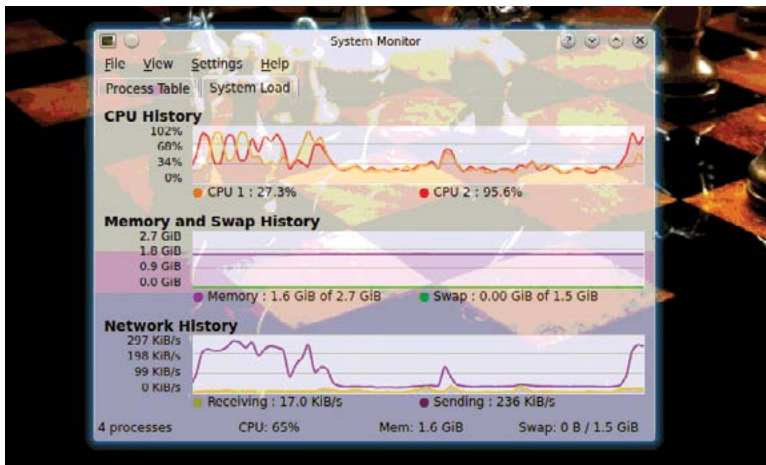 System Monitor
File View Settings Help
Process Table System Load
CPU History
102%
68%
34%
0%
CPU 1 : 27.3% CPU 2 : 95.6%
Memory and Swap History
2.7 GiB
1.8 GiB
0.9 GiB
0.0 GiB
Memory : 1.6 GiB of 2.7 GiB Swap : 0.00 GiB of 1.5 GiB
Network History
297 KiB/s
198 KiB/s
99 KiB/s
0 KiB/s
Receiving : 17.0 KiB/s Sending : 236 KiB/s
4 processes CPU: 65% Mem: 1.6 GiB Swap: 0 B / 1.5 GiB